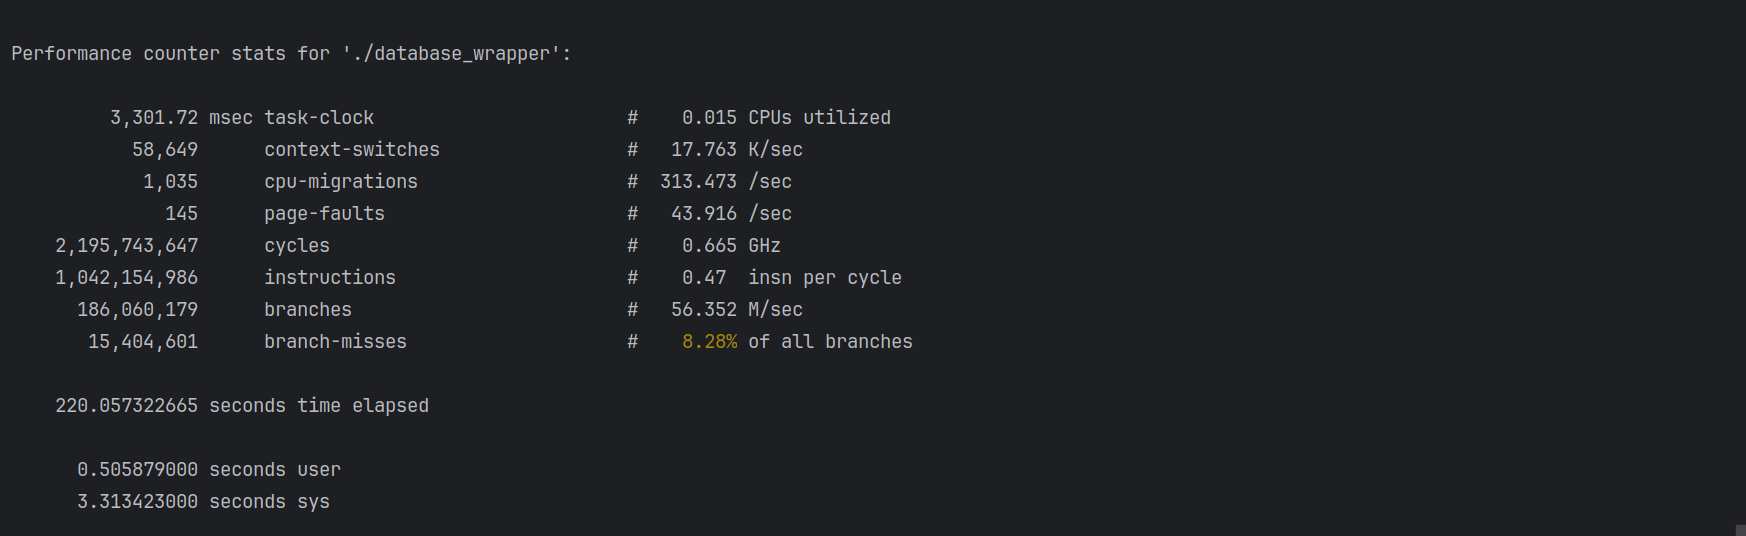 Performance counter stats for './database_wrapper':
3,301.72 msec task-clock # 0.015 CPUs utilized
58,649 context-switches # 17.763 K/sec
1,035 cpu-migrations # 313.473 /sec
145 page-faults # 43.916 /sec
2,195,743,647 cycles # 0.665 GHz
1,042,154,986 instructions # 0.47 insn per cycle
186,060,179 branches # 56.352 M/sec
15,404,601 branch-misses # 8.28% of all branches
220.057322665 seconds time elapsed
0.505879000 seconds user
3.313423000 seconds sys